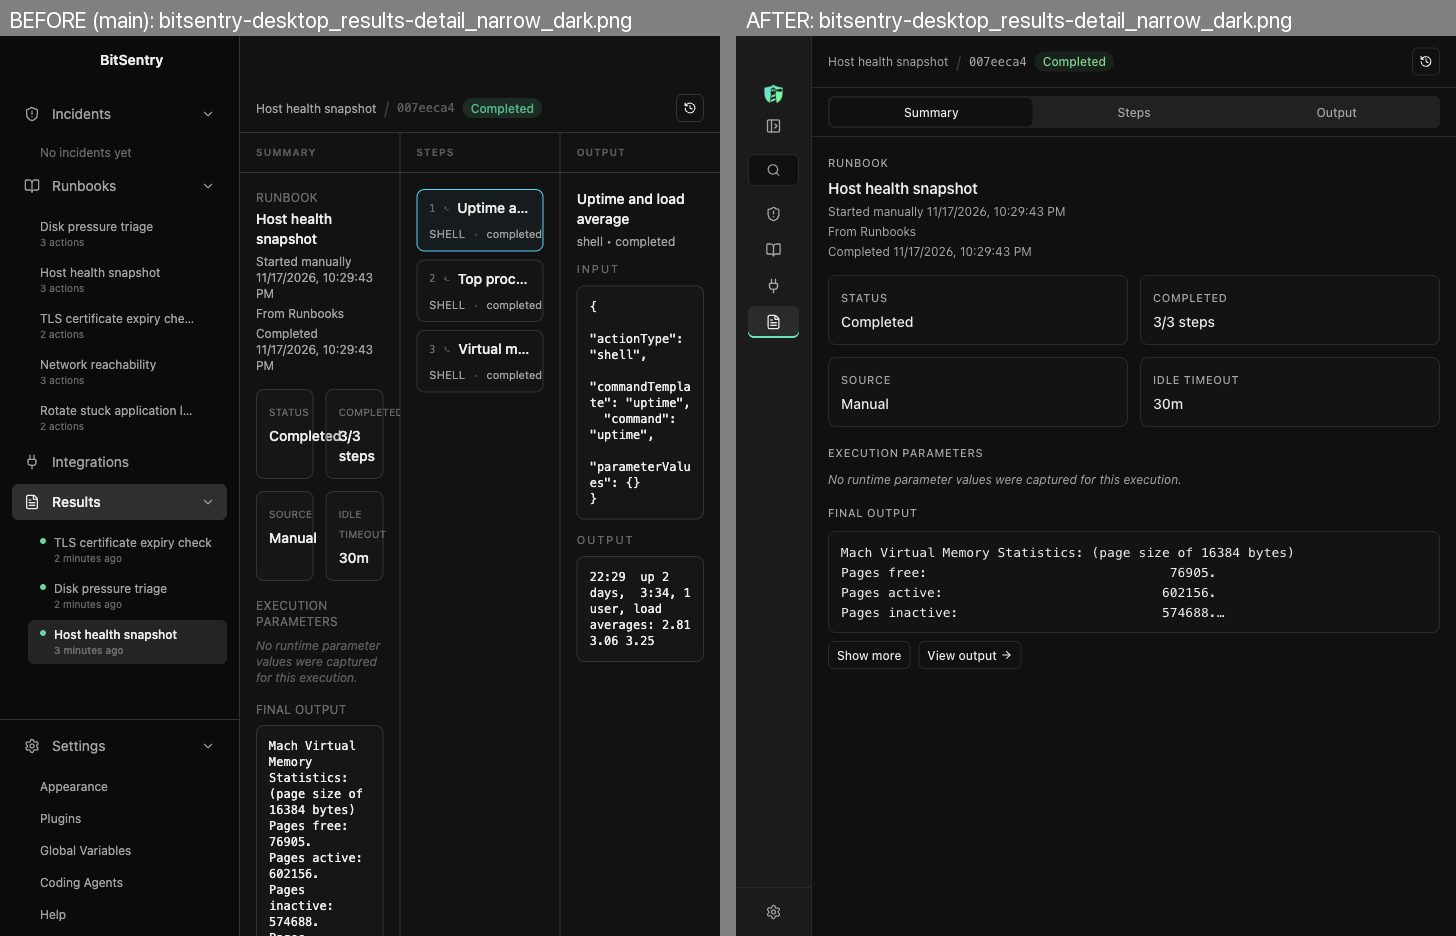 BEFORE (main): bitsentry-desktop_results-detail_narrow_dark.png
BitSentry
Incidents
No incidents yet
Runbooks
Disk pressure triage
3 actions
Host health snapshot
3 actions
TLS certificate expiry che...
2 actions
Network reachability
3 actions
Rotate stuck application l...
2 actions
Integrations
Results
TLS certificate expiry check
2 minutes ago
Disk pressure triage
2 minutes ago
Host health snapshot
3 minutes ago
Settings
Appearance
Plugins
Global Variables
Coding Agents
Help
Host health snapshot / 007eeca4 Completed
SUMMARY
RUNBOOK
Host health
snapshot
Started manually
11/17/2026, 10:29:43
PM
From Runbooks
Completed
11/17/2026, 10:29:43
PM
STATUS
Completed
COMPLETED
3/3
steps
SOURCE
Manual
IDLE
TIMEOUT
30m
EXECUTION
PARAMETERS
No runtime parameter
values were captured
for this execution.
FINAL OUTPUT
Mach Virtual
Memory
Statistics:
(page size of
16384 bytes)
Pages free:
76905.
Pages active:
602156.
Pages
inactive:
574688.
Pages
STEPS
1 Uptime a...
SHELL · completed
2 Top proc...
SHELL · completed
3 Virtual m...
SHELL · completed
OUTPUT
Uptime and load
average
shell • completed
INPUT
{
"actionType":
"shell",
"commandTempla
te": "uptime",
"command":
"uptime",
"parameterValu
es": {}
}
OUTPUT
22:29 up 2
days, 3:34, 1
user, load
averages: 2.81
3.06 3.25
AFTER: bitsentry-desktop_results-detail_narrow_dark.png
Host health snapshot / 007eeca4 Completed
Summary Steps Output
RUNBOOK
Host health snapshot
Started manually 11/17/2026, 10:29:43 PM
From Runbooks
Completed 11/17/2026, 10:29:43 PM
STATUS
Completed
COMPLETED
3/3 steps
SOURCE
Manual
IDLE TIMEOUT
30m
EXECUTION PARAMETERS
No runtime parameter values were captured for this execution.
FINAL OUTPUT
Mach Virtual Memory Statistics: (page size of 16384 bytes)
Pages free: 76905.
Pages active: 602156.
Pages inactive: 574688.…
Show more View output →